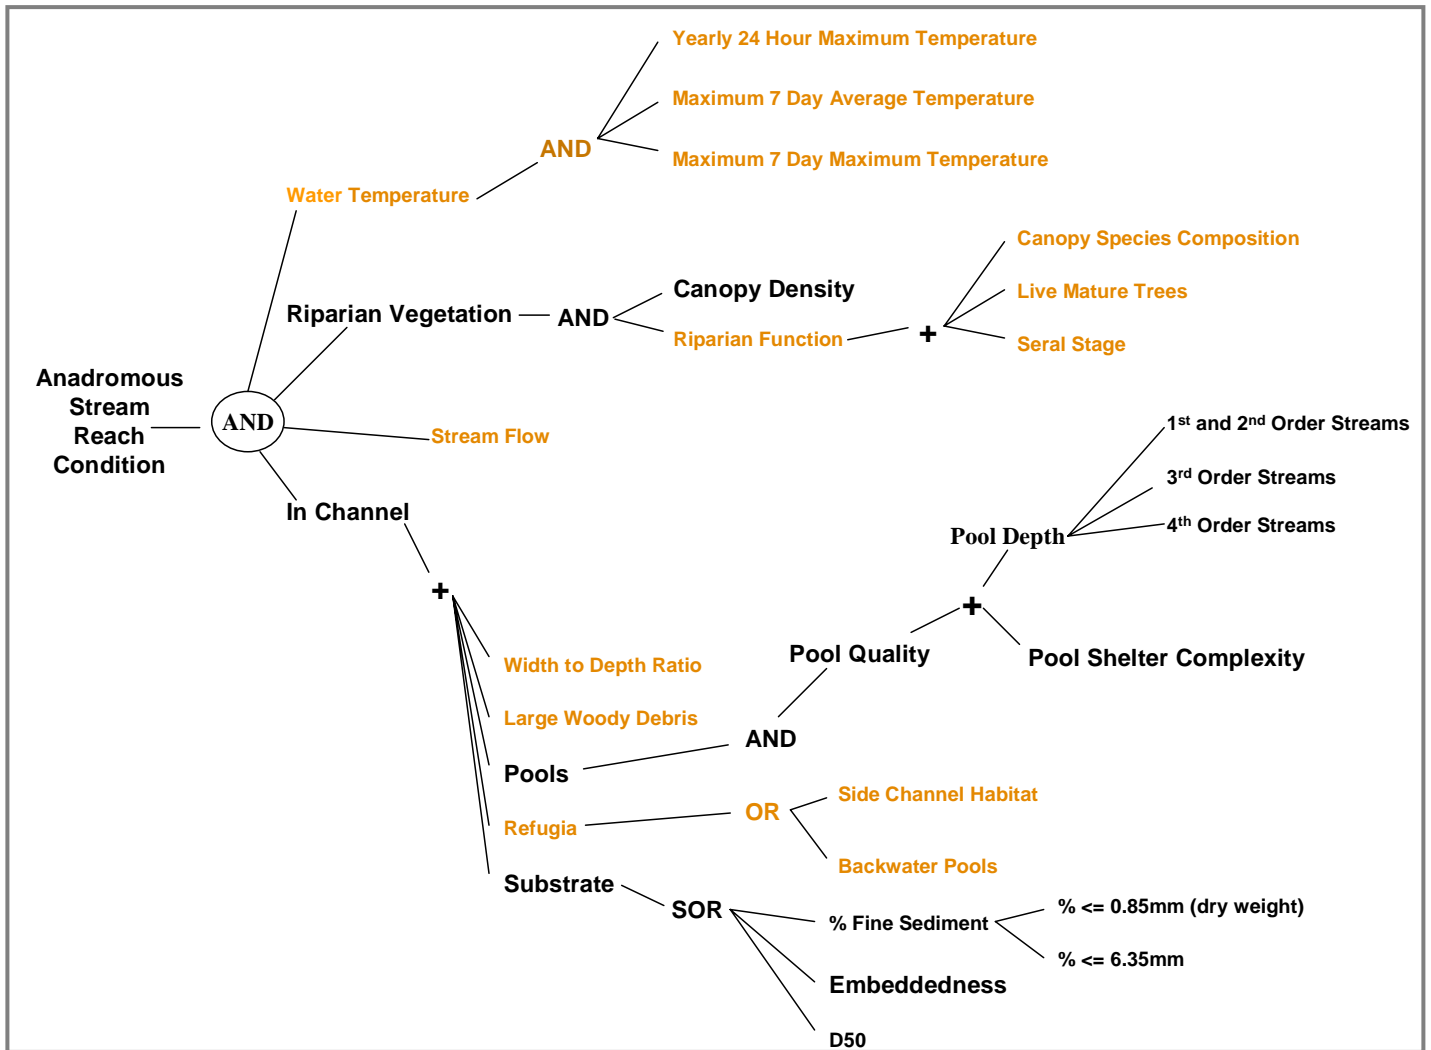 Yearly 24 Hour Maximum Temperature
Maximum 7 Day Average Temperature
AND
Maximum 7 Day Maximum Temperature
Water Temperature
Canopy Species Composition
Canopy Density
Live Mature Trees
Riparian Vegetation
AND
Riparian Function
+
Seral Stage
Anadromous
Stream
Reach
Condition
AND
Stream Flow
1st and 2nd Order Streams
3rd Order Streams
4th Order Streams
In Channel
Pool Depth
+
+
Pool Quality
Pool Shelter Complexity
Width to Depth Ratio
Large Woody Debris
AND
Pools
Side Channel Habitat
OR
Refugia
Backwater Pools
Substrate
SOR
% Fine Sediment
% <= 0.85mm (dry weight)
% <= 6.35mm
Embeddedness
D50